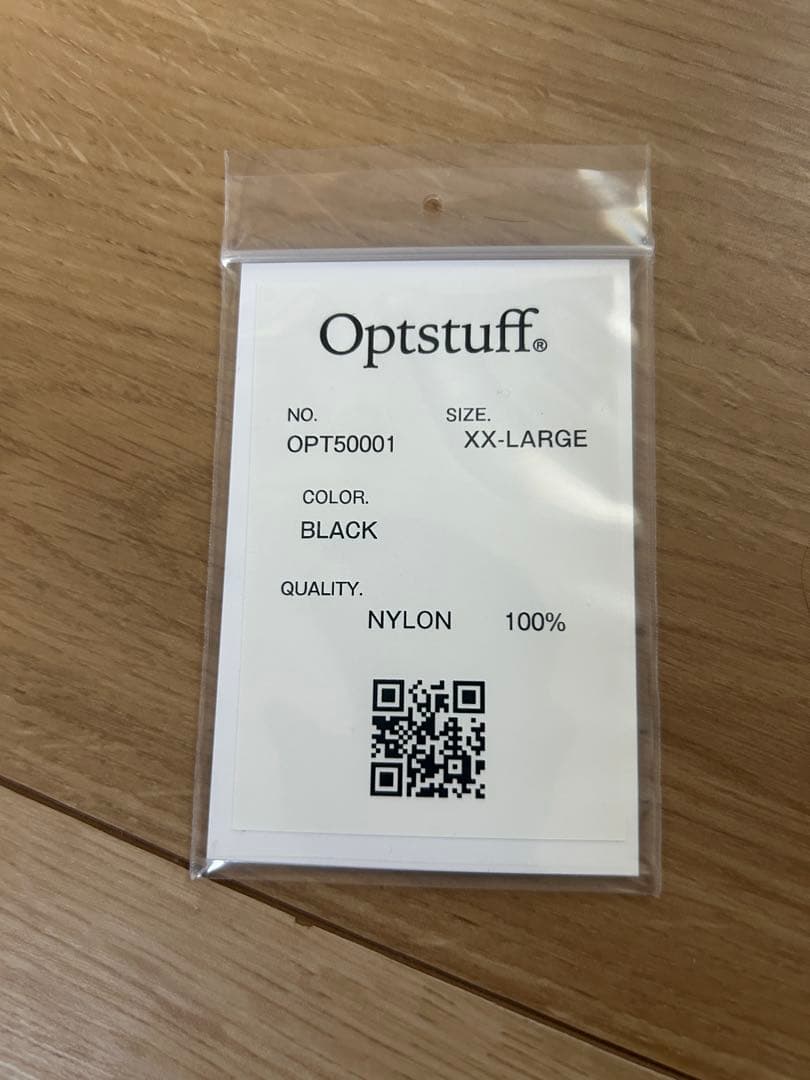 Optstuff®
NO. SIZE.
OPT50001 XX-LARGE
COLOR.
BLACK
QUALITY.
NYLON 100%